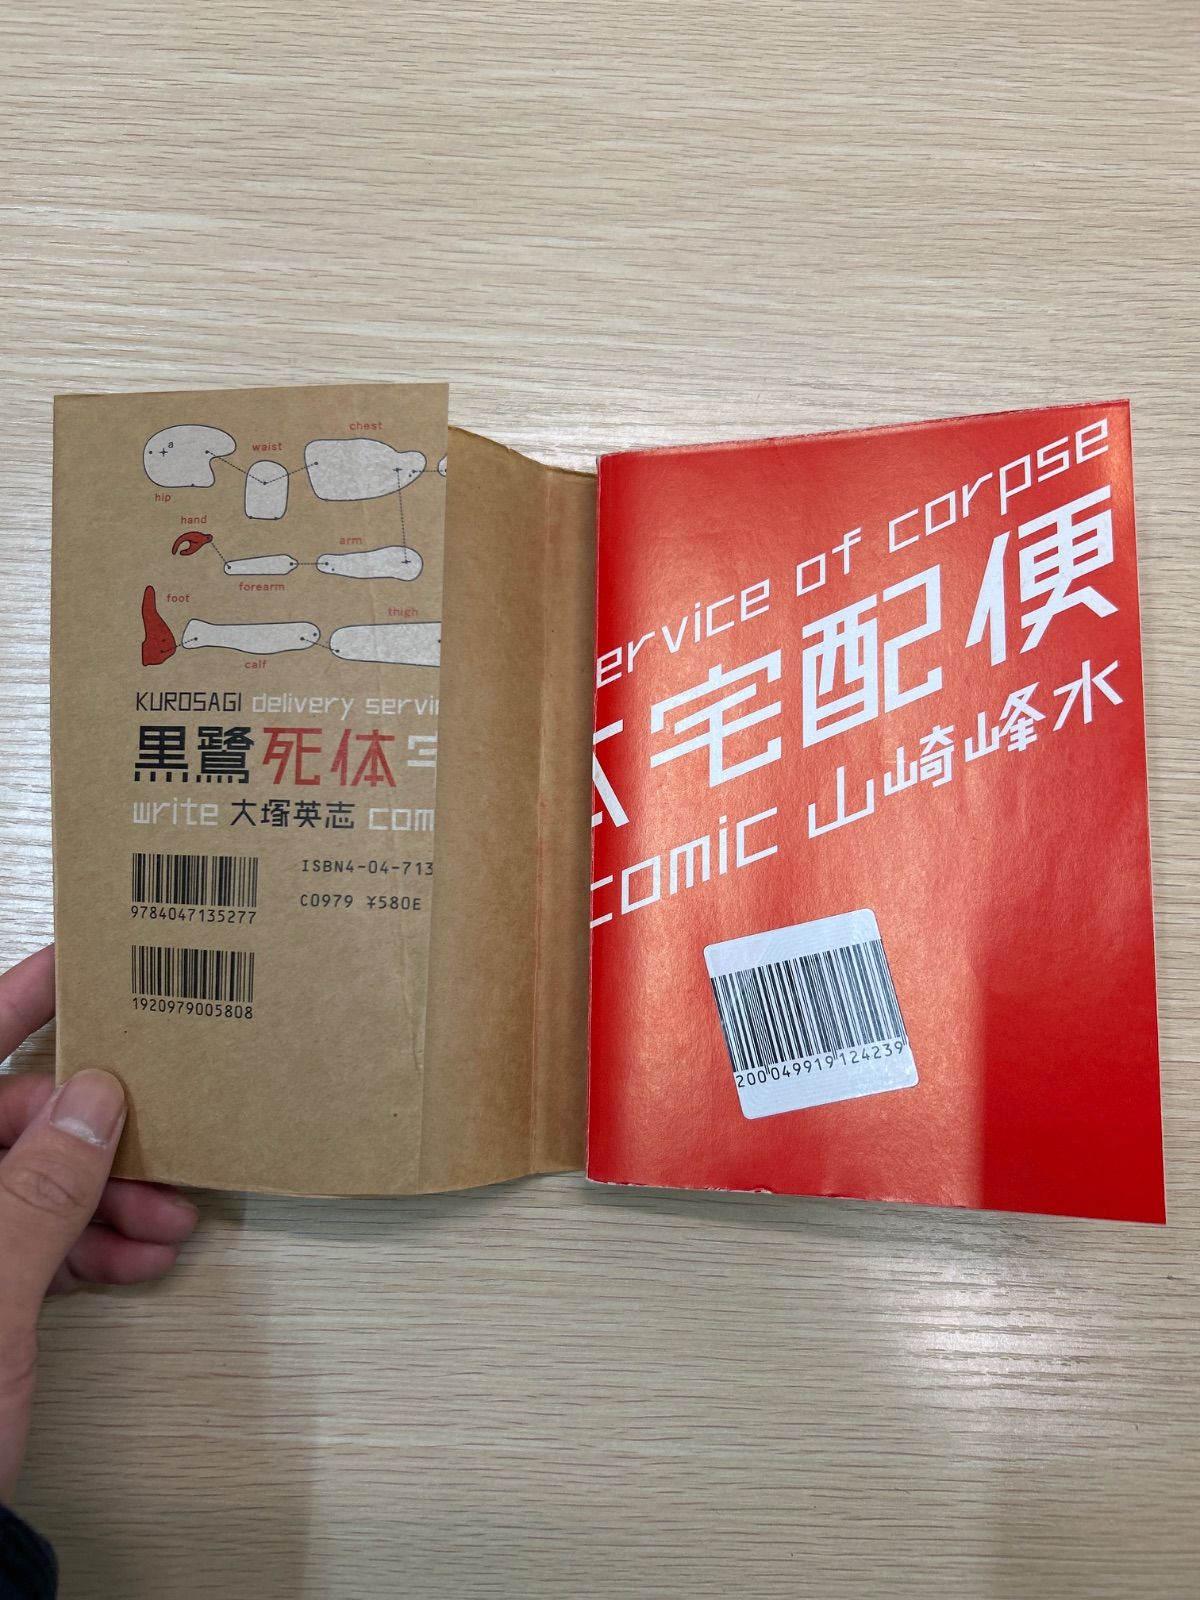 a
hip
waist
chest
hand
forearm
arm
foot
calf
thigh
KUROSAGI delivery servi
黒鷺死体
write 大塚英志 com
ISBN4-04-713
C0979 ¥580E
9784047135277
1920979005808
ervice of corpse
宅配便
comic 山崎峰水
200049919124239